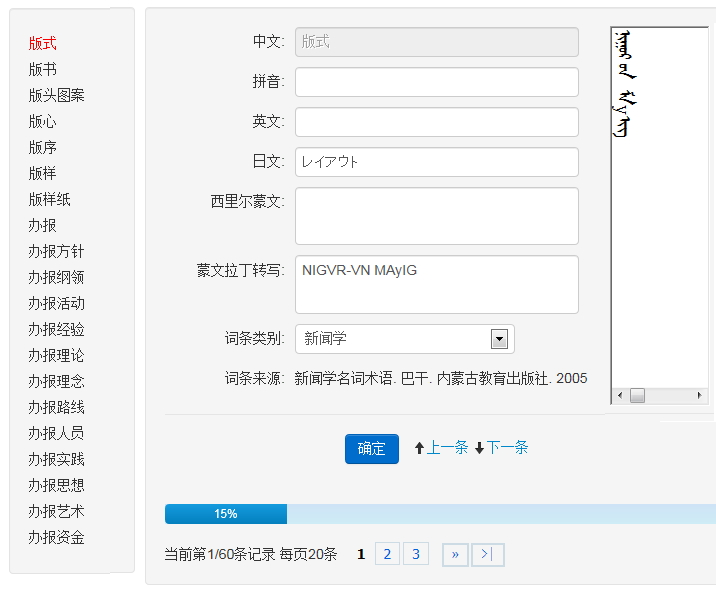 版式
版书
版头图案
版心
版序
版样
版样纸
办报
办报方针
办报纲领
办报活动
办报经验
办报理论
办报理念
办报路线
办报人员
办报实践
办报思想
办报艺术
办报资金
中文: 版式
拼音:
英文:
日文: レイアウト
西里尔蒙文:
蒙文拉丁转写: NIGVR-VN MAyIG
词条类别: 新闻学
词条来源: 新闻学名词术语. 巴干. 内蒙古教育出版社. 2005
确定 上一条 下一条
15%
当前第1/60条记录 每页20条 1 2 3 » >|